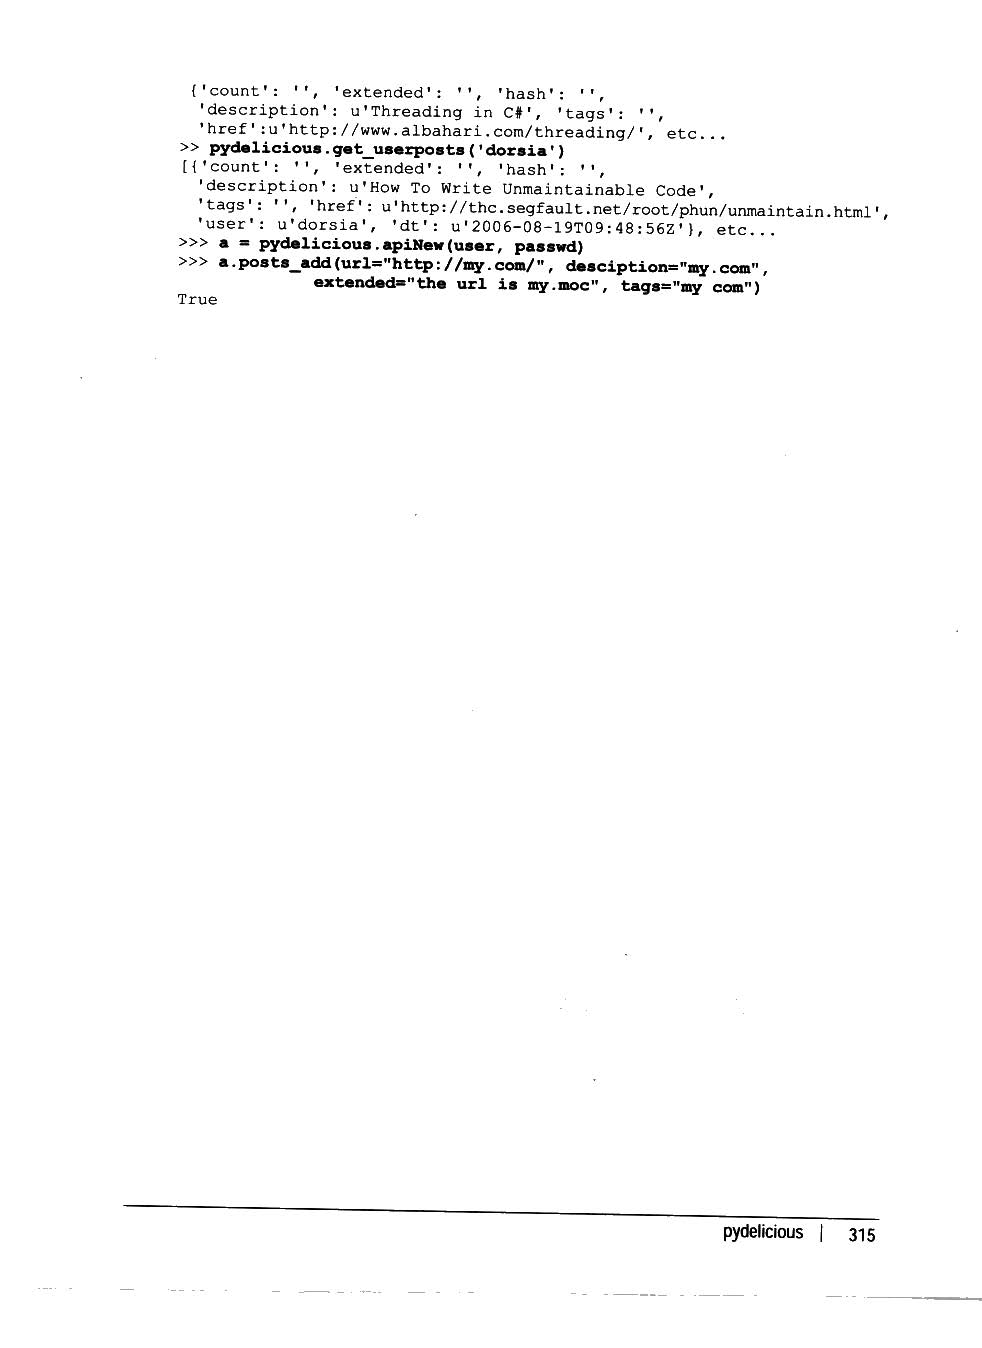 {'count': '', 'extended': '', 'hash': '',
'description': u'Threading in C#', 'tags': '',
'href':u'http://www.albahari.com/threading/', etc...
>> pydelicious.get_userposts('dorsia')
[{'count': '', 'extended': '', 'hash': '',
'description': u'How To Write Unmaintainable Code',
'tags': '', 'href': u'http://thc.segfault.net/root/phun/unmaintain.html',
'user': u'dorsia', 'dt': u'2006-08-19T09:48:56Z'}, etc...
>>> a = pydelicious.apiNew(user, passwd)
>>> a.posts_add(url="http://my.com/", desciption="my.com",
extended="the url is my.moc", tags="my com")
True
pydelicious | 315